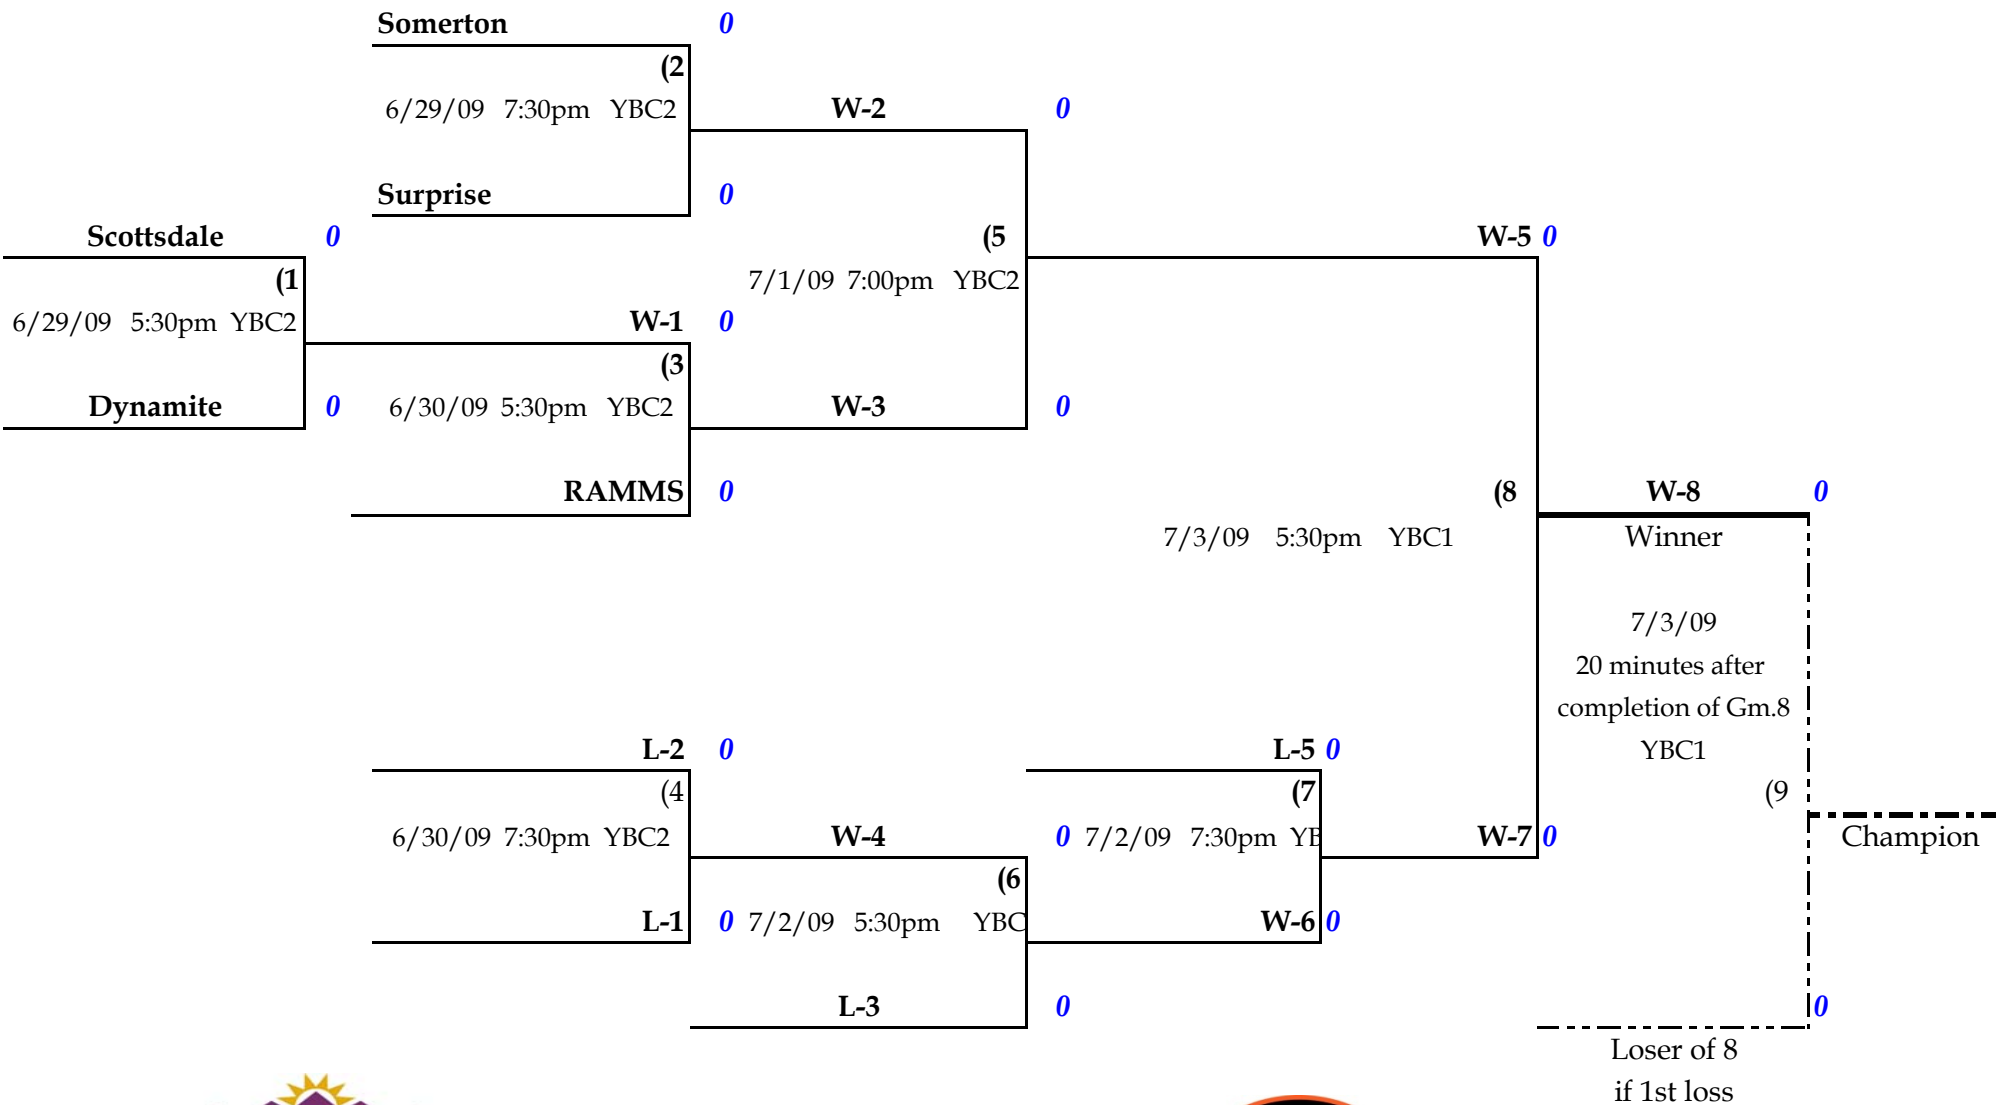 Somerton 0
(2
6/29/09 7:30pm YBC2 W-2 0
Surprise 0
Scottsdale 0 (5 W-5 0
(1 7/1/09 7:00pm YBC2
6/29/09 5:30pm YBC2 W-1 0
(3
Dynamite 0 6/30/09 5:30pm YBC2 W-3 0
RAMMS 0 (8 W-8 0
7/3/09 5:30pm YBC1 Winner
7/3/09
20 minutes after
completion of Gm.8
L-2 0 L-5 0 YBC1
(4 (7 (9
6/30/09 7:30pm YBC2 W-4 0 7/2/09 7:30pm YB W-7 0 Champion
(6
L-1 0 7/2/09 5:30pm YBC W-6 0
L-3 0 0
Loser of 8
if 1st loss